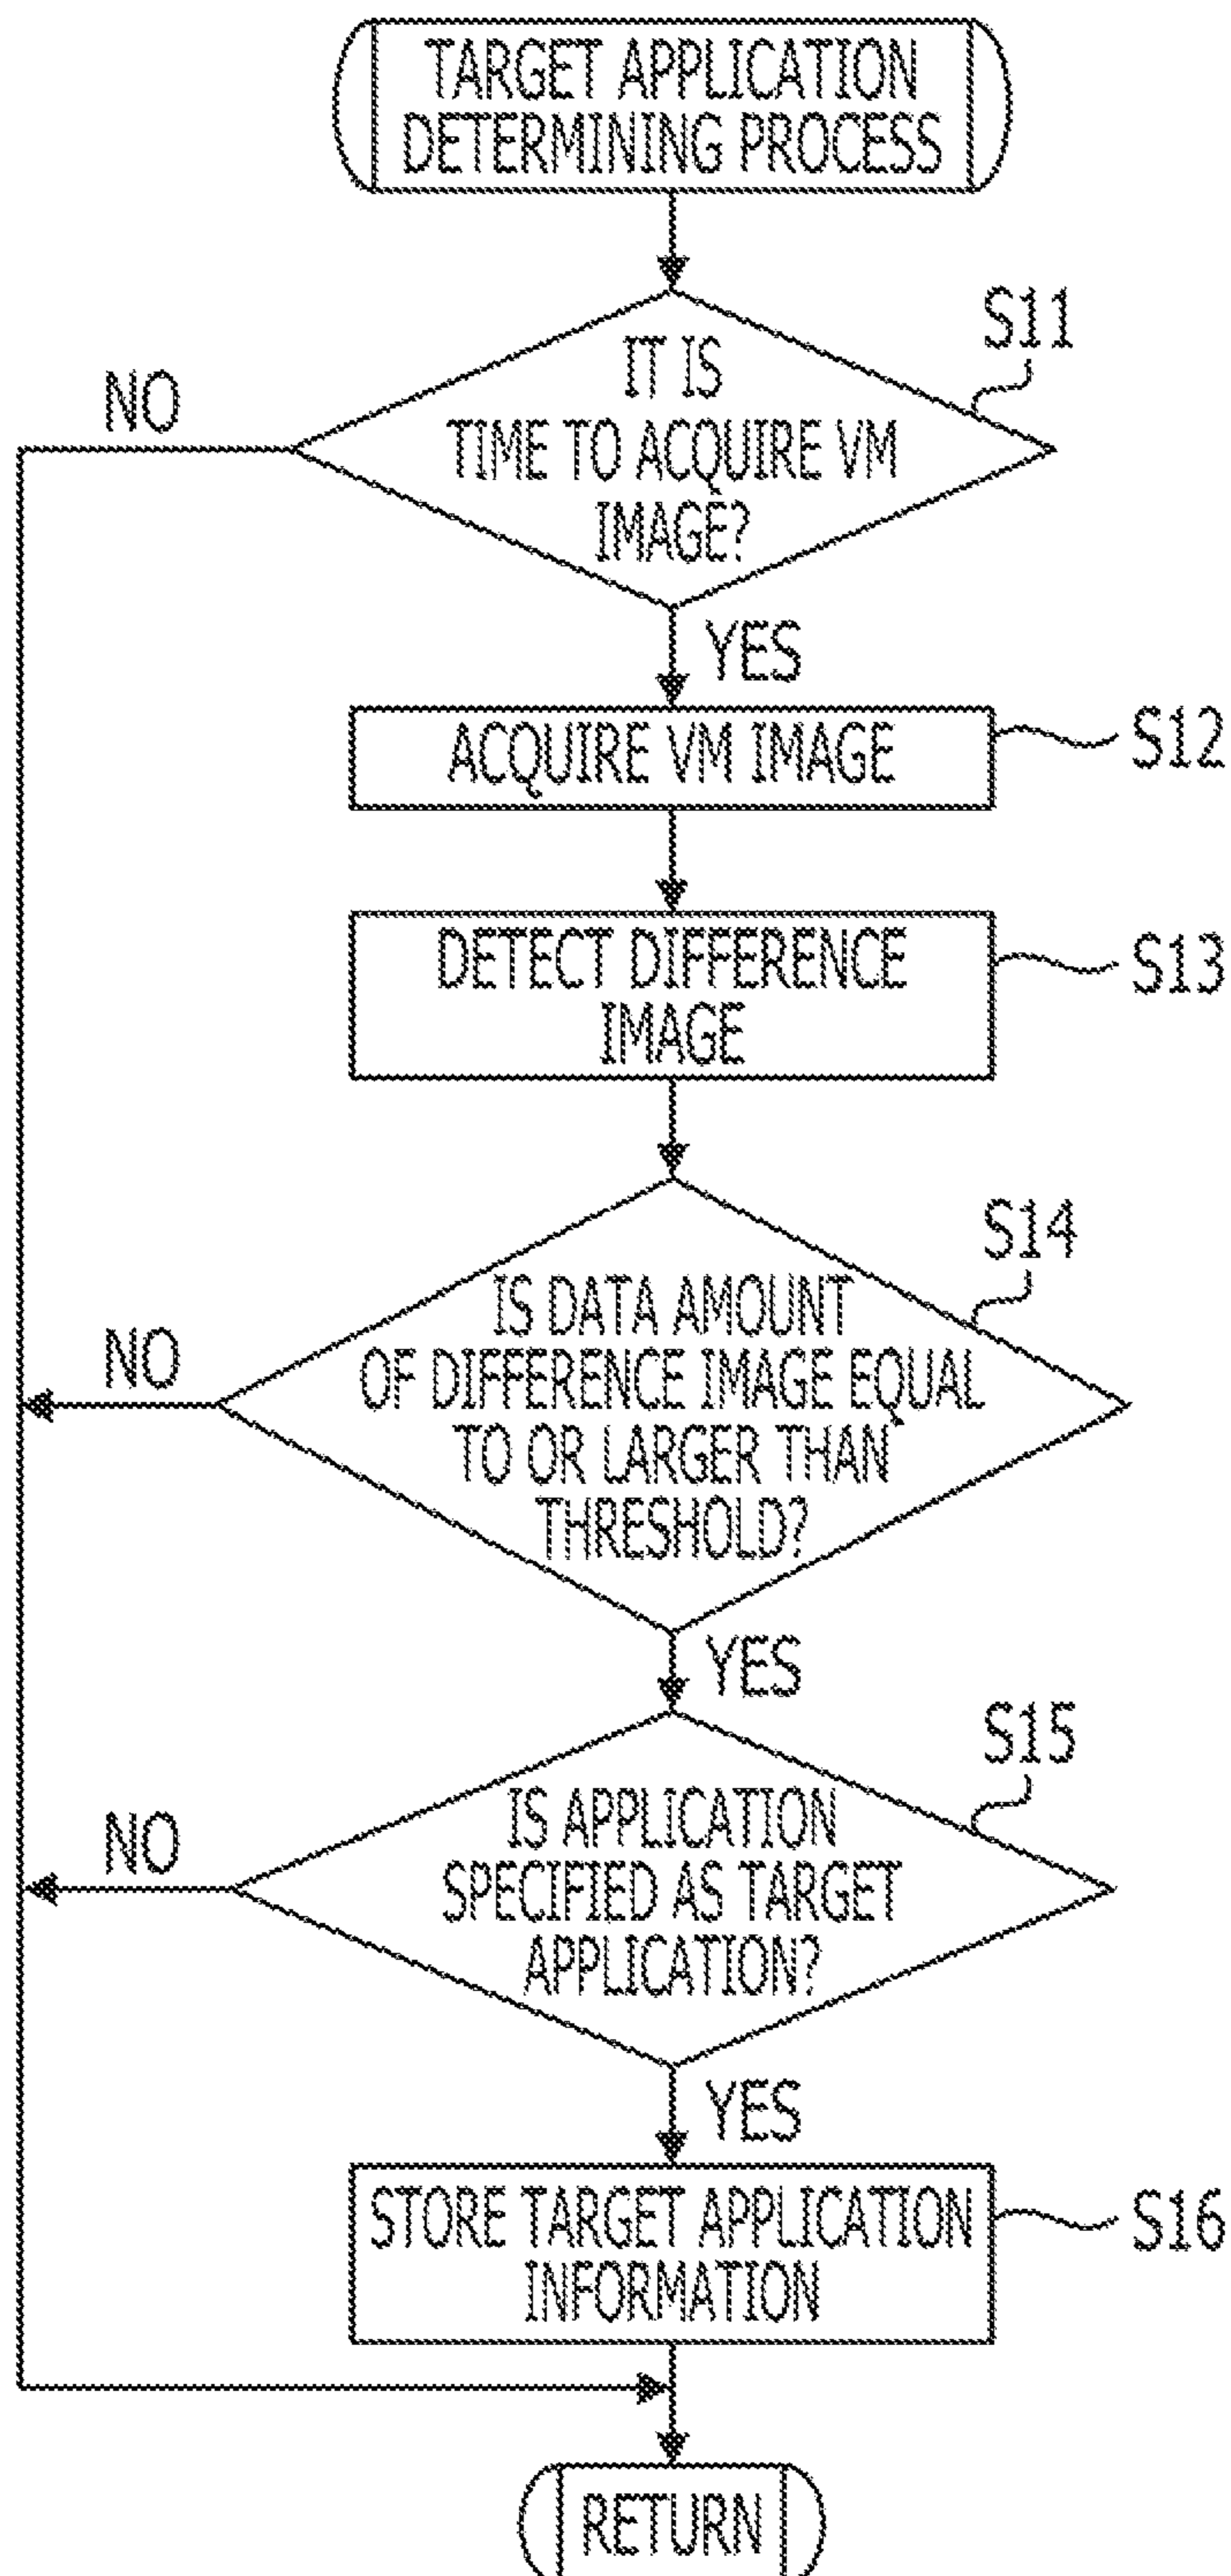 TARGET APPLICATION
DETERMINING PROCESS
S11
IT IS
NO
TIME TO ACQUIRE VM
IMAGE?
YES
ACQUIRE VM IMAGE
S12
DETECT DIFFERENCE
IMAGE
S13
S14
IS DATA AMOUNT
NO
OF DIFFERENCE IMAGE EQUAL
TO OR LARGER THAN
THRESHOLD?
YES
S15
IS APPLICATION
NO
SPECIFIED AS TARGET
APPLICATION?
YES
STORE TARGET APPLICATION
INFORMATION
S16
RETURN